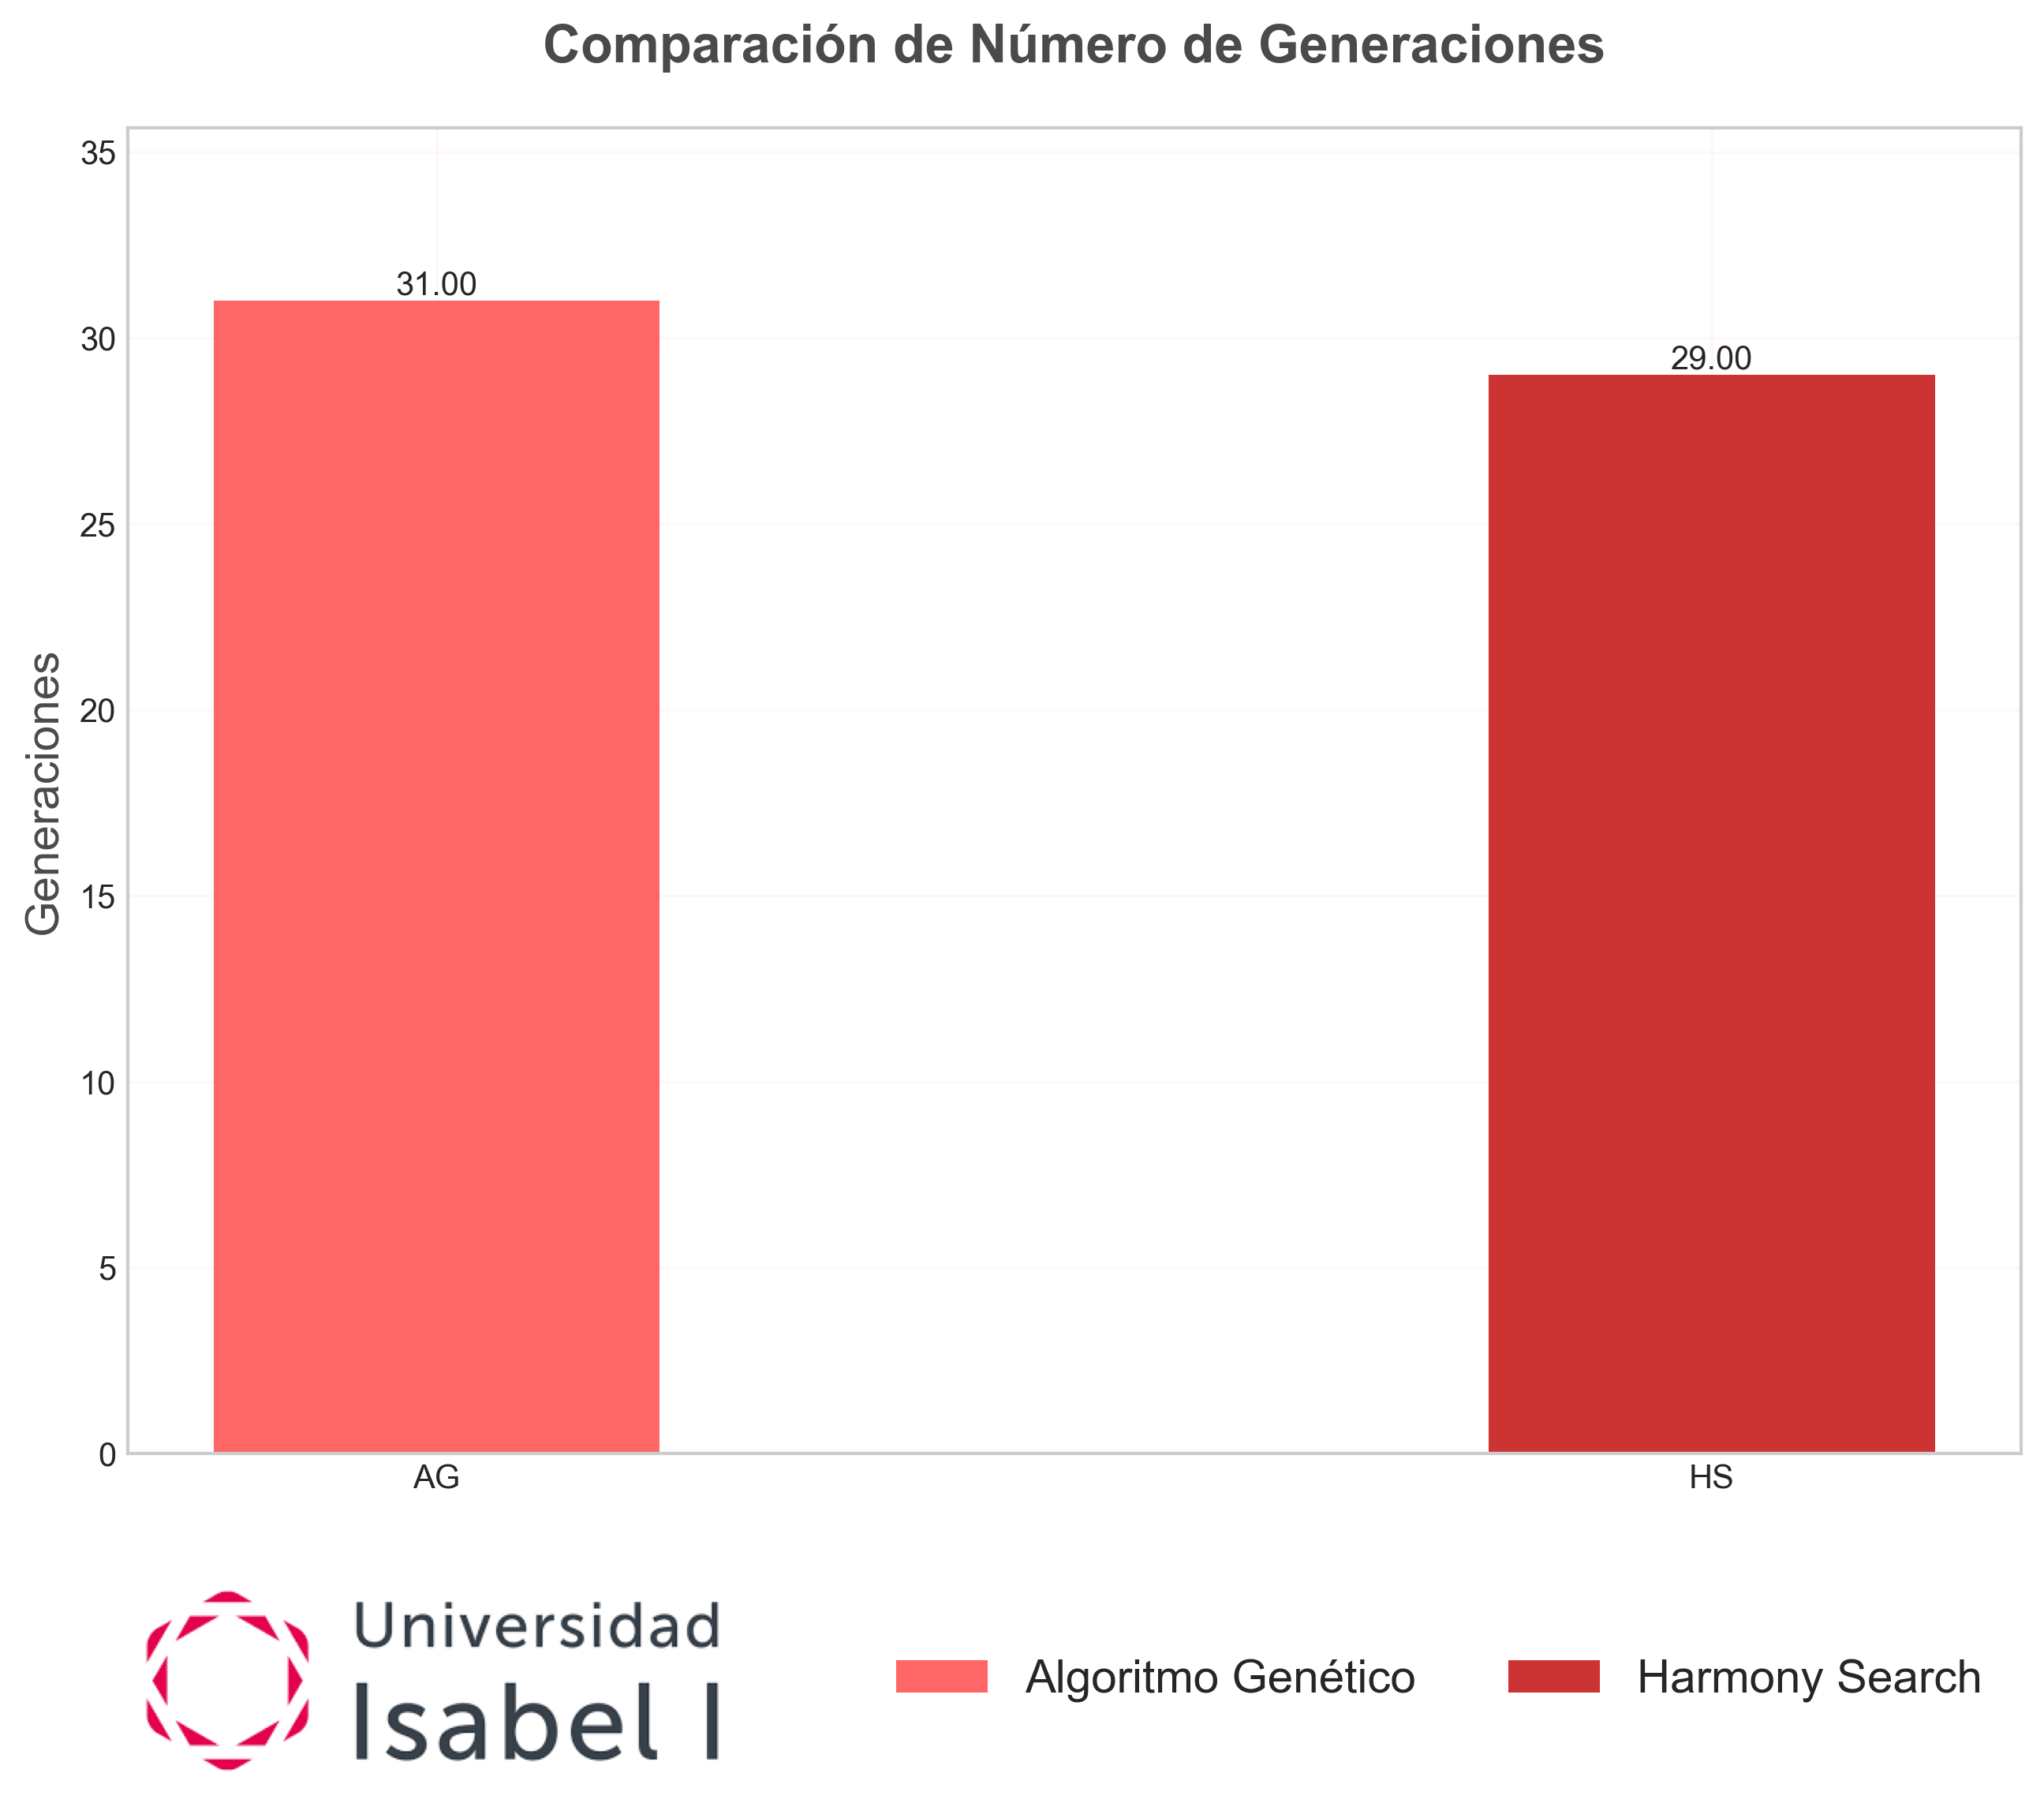 Comparación de Número de Generaciones
Generaciones
35
30
25
20
15
10
5
0
31.00
29.00
AG
HS
Universidad
Isabel I
Algoritmo Genético
Harmony Search